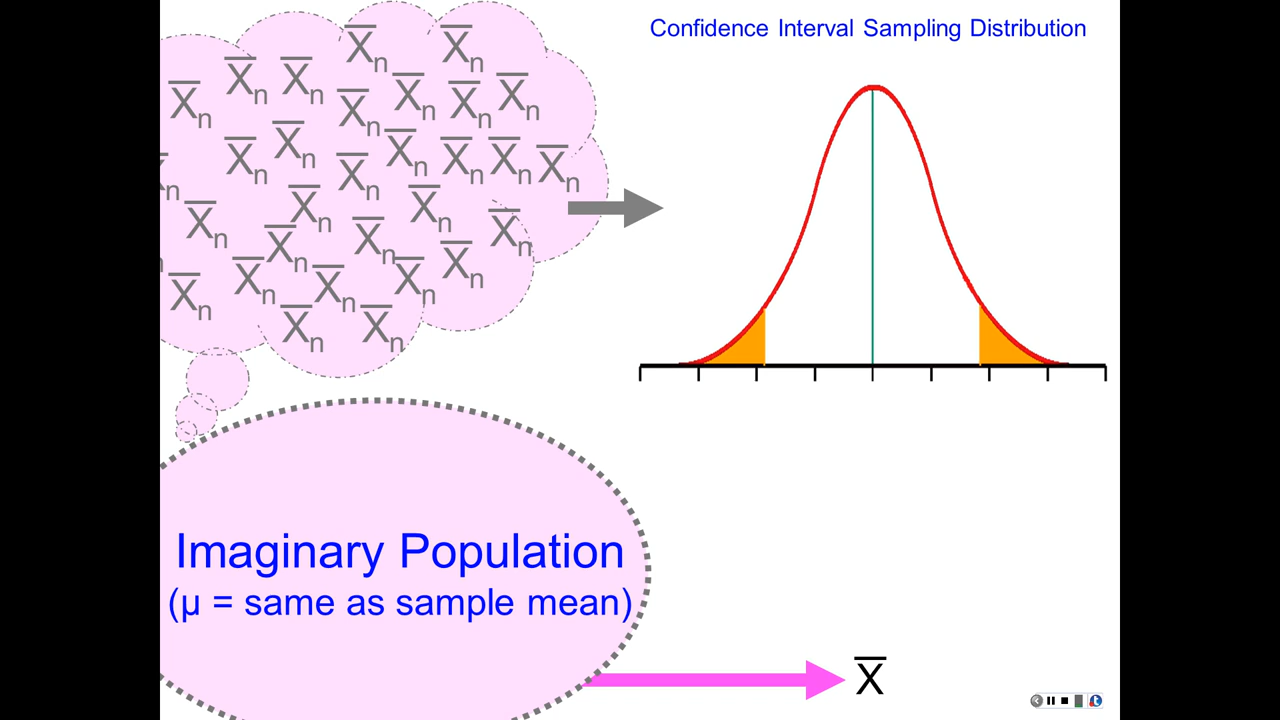 Confidence Interval Sampling Distribution
X̅n X̅n
X̅n X̅n X̅n X̅n X̅n X̅n X̅n
X̅n X̅n X̅n X̅n X̅n X̅n X̅n X̅n
n X̅n X̅n X̅n X̅n
X̅n X̅n X̅n X̅n
n X̅n X̅n X̅n X̅n
X̅n X̅n
Imaginary Population
(µ = same as sample mean)
X̅